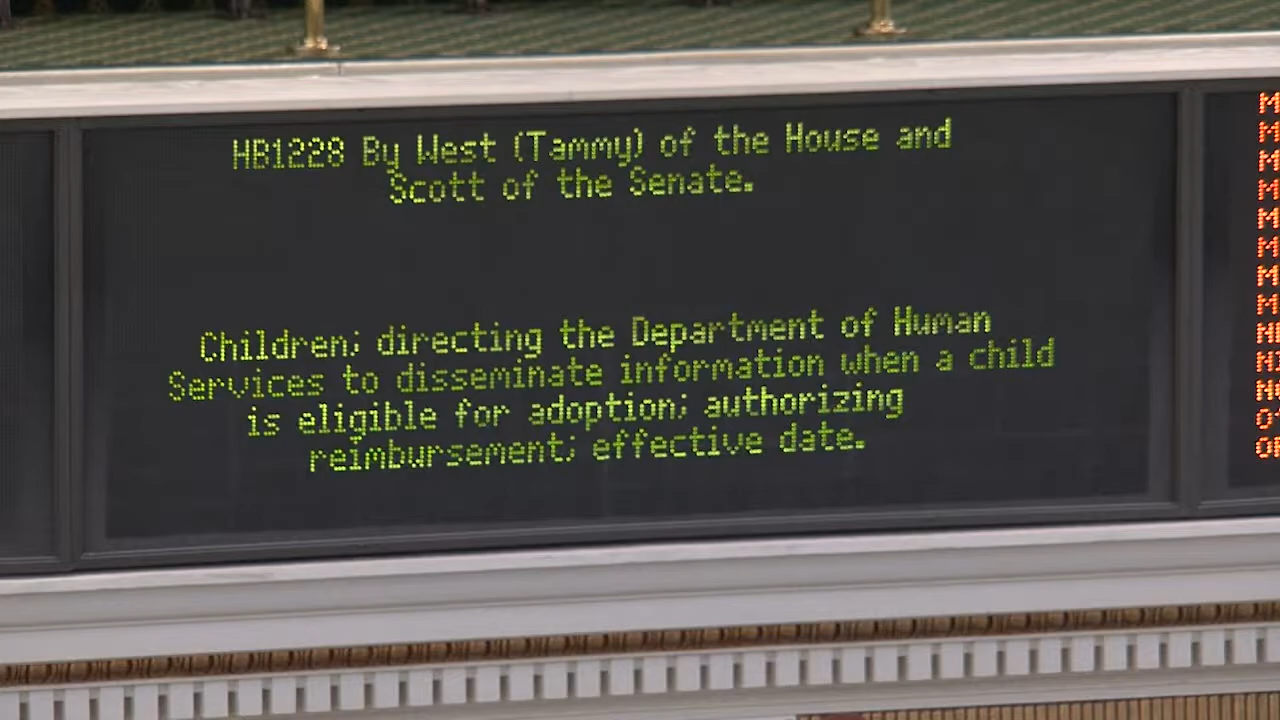 HB1228 By West (Tammy) of the House and
Scott of the Senate.
Children; directing the Department of Human
Services to disseminate information when a child
is eligible for adoption; authorizing
reimbursement; effective date.